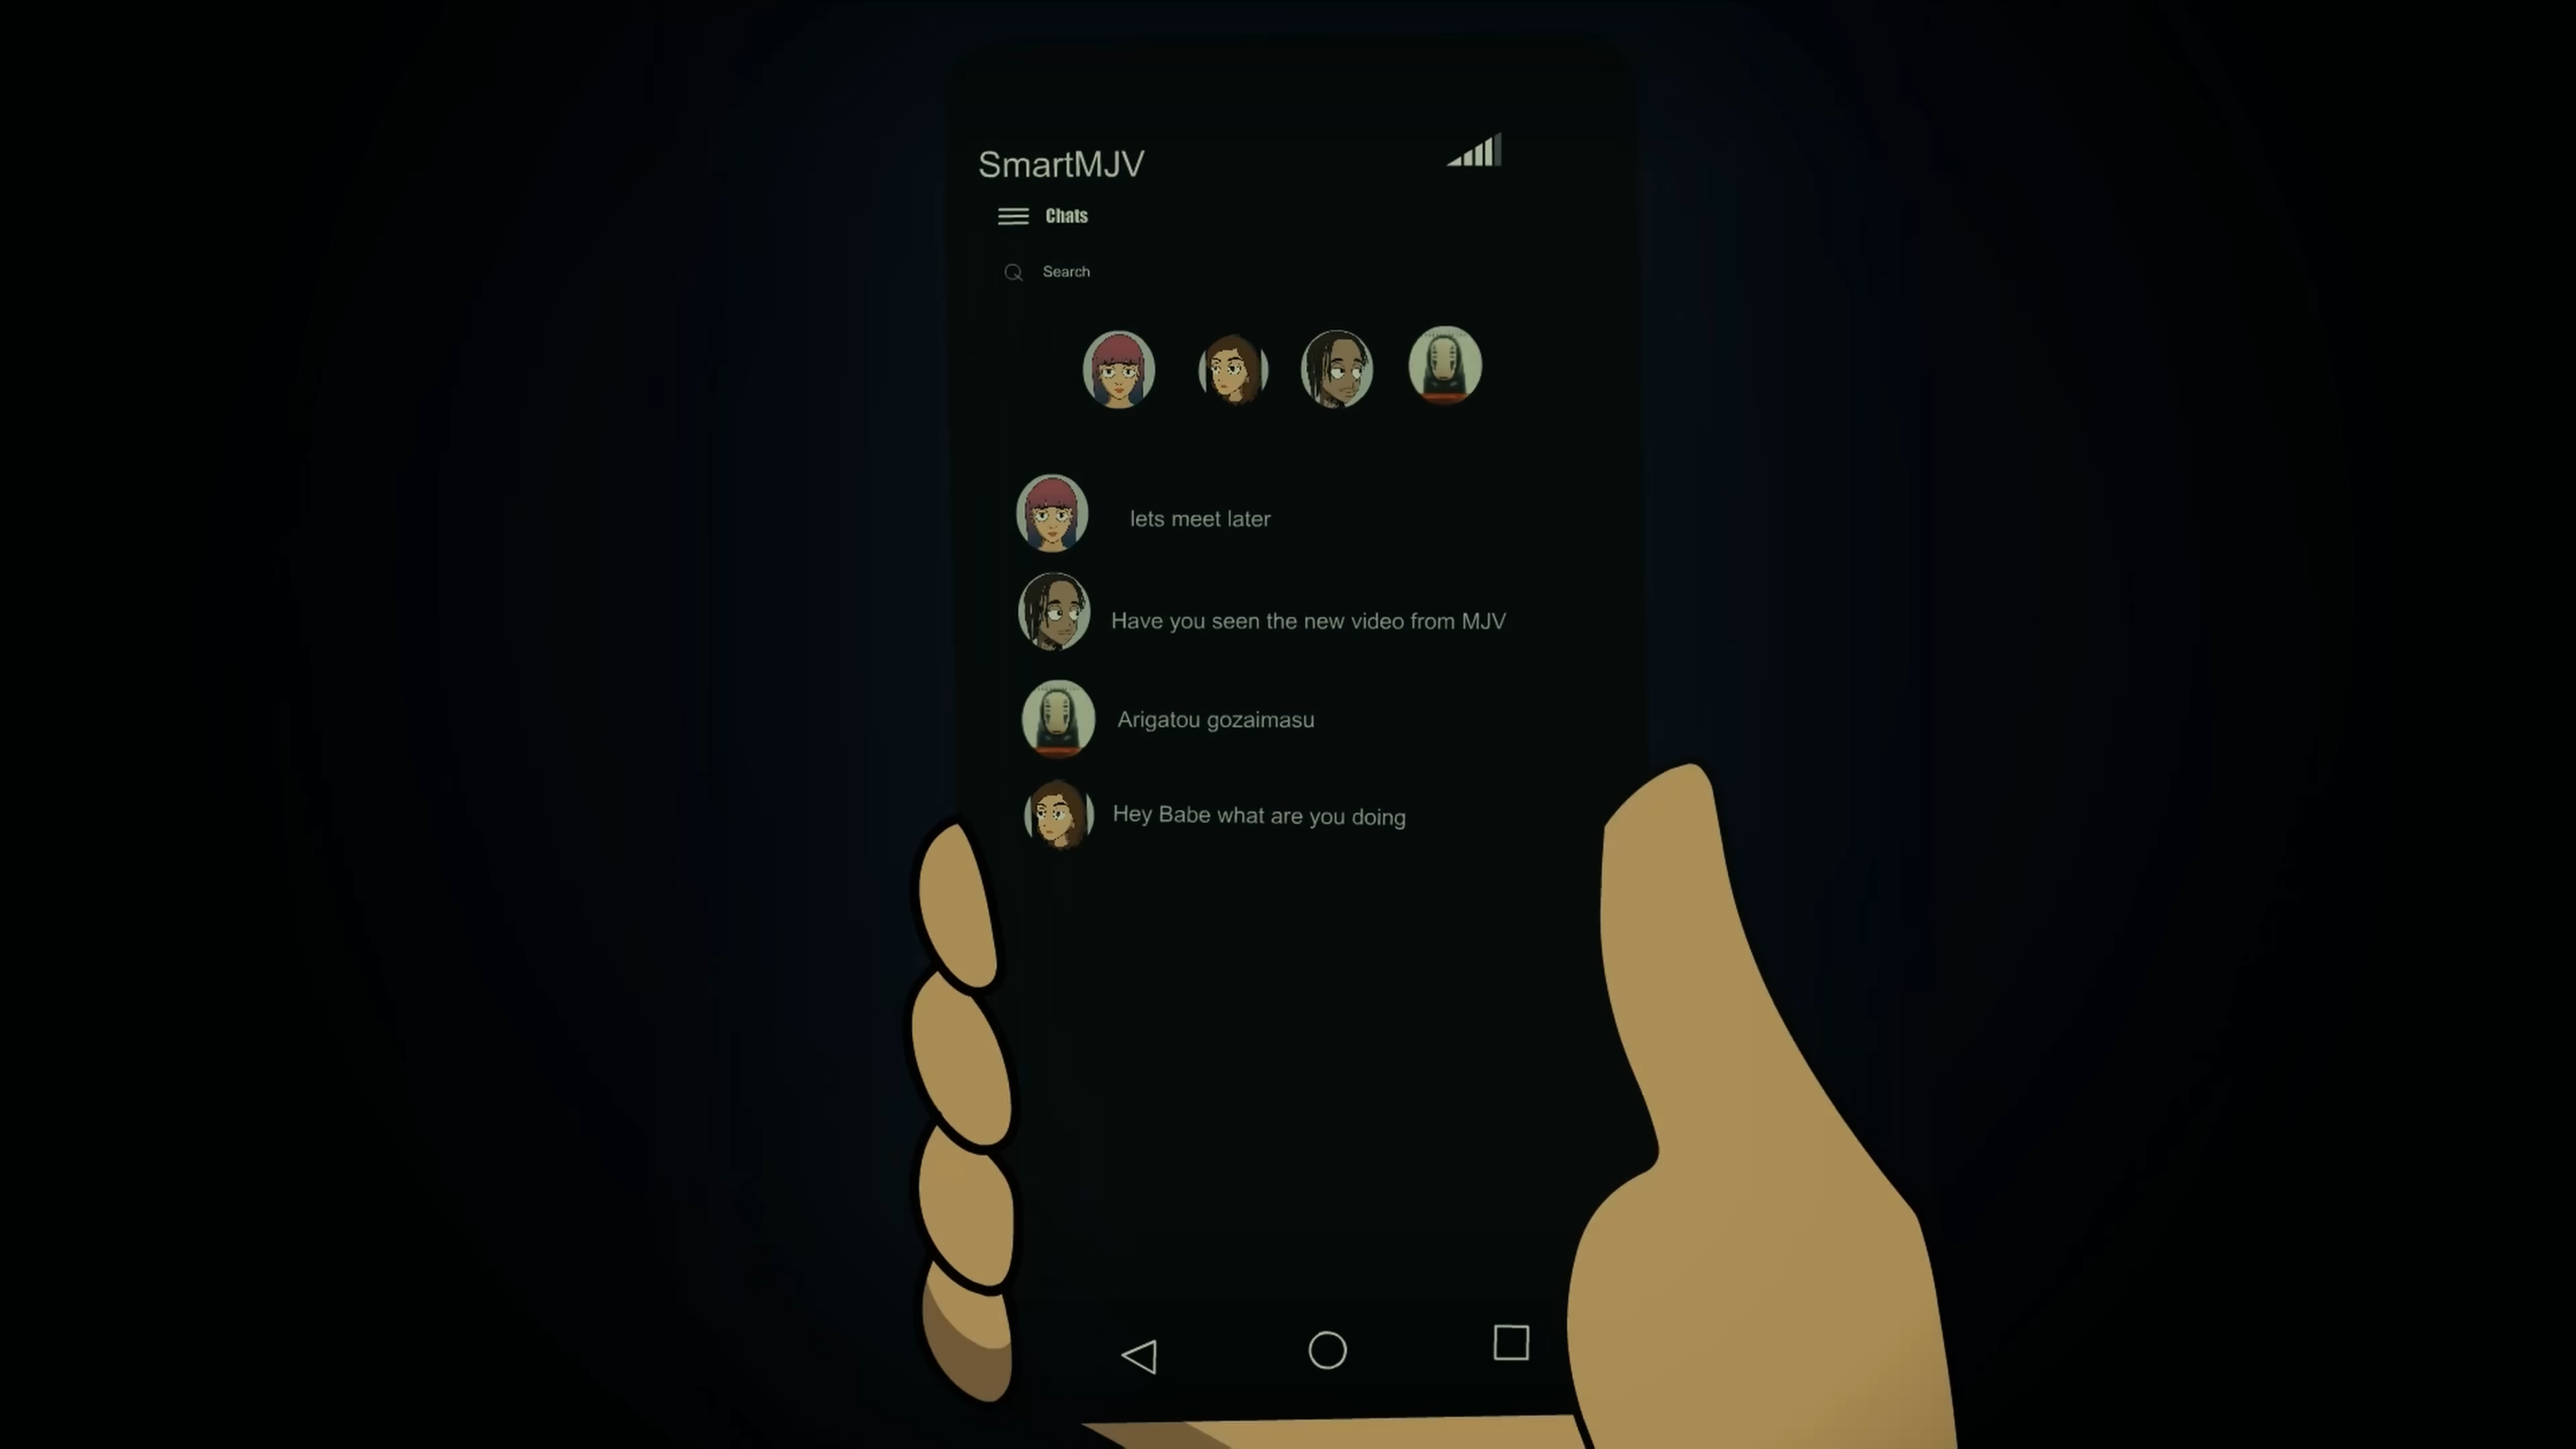 SmartMJV
Chats
Search
lets meet later
Have you seen the new video from MJV
Arigatou gozaimasu
Hey Babe what are you doing